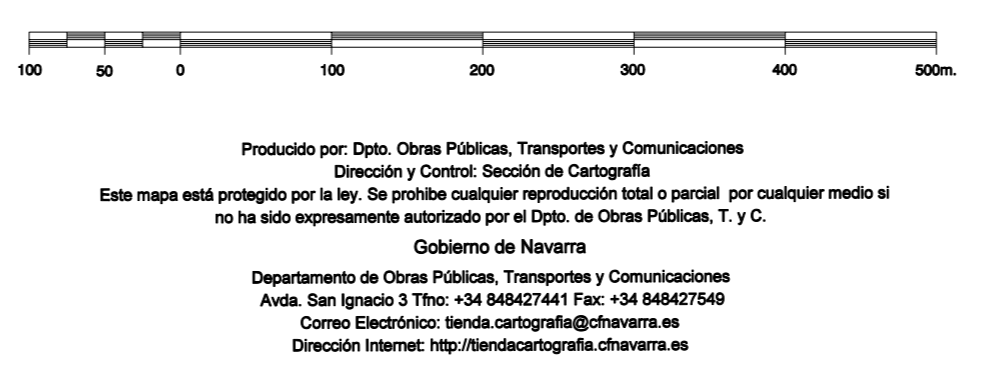 100 50 0 100 200 300 400 500m.
Producido por: Dpto. Obras Públicas, Transportes y Comunicaciones
Dirección y Control: Sección de Cartografía
Este mapa está protegido por la ley. Se prohibe cualquier reproducción total o parcial por cualquier medio si
no ha sido expresamente autorizado por el Dpto. de Obras Públicas, T. y C.
Gobierno de Navarra
Departamento de Obras Públicas, Transportes y Comunicaciones
Avda. San Ignacio 3 Tfno: +34 848427441 Fax: +34 848427549
Correo Electrónico: tienda.cartografia@cfnavarra.es
Dirección Internet: http://tiendacartografia.cfnavarra.es